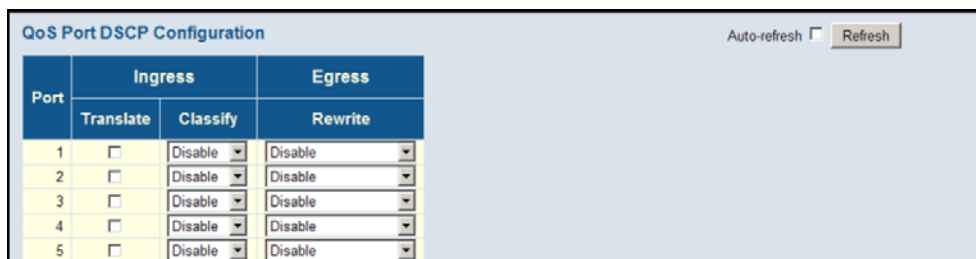 QoS Port DSCP Configuration
Auto-refresh Refresh
Port Ingress Egress
Translate Classify Rewrite
1 Disable Disable
2 Disable Disable
3 Disable Disable
4 Disable Disable
5 Disable Disable